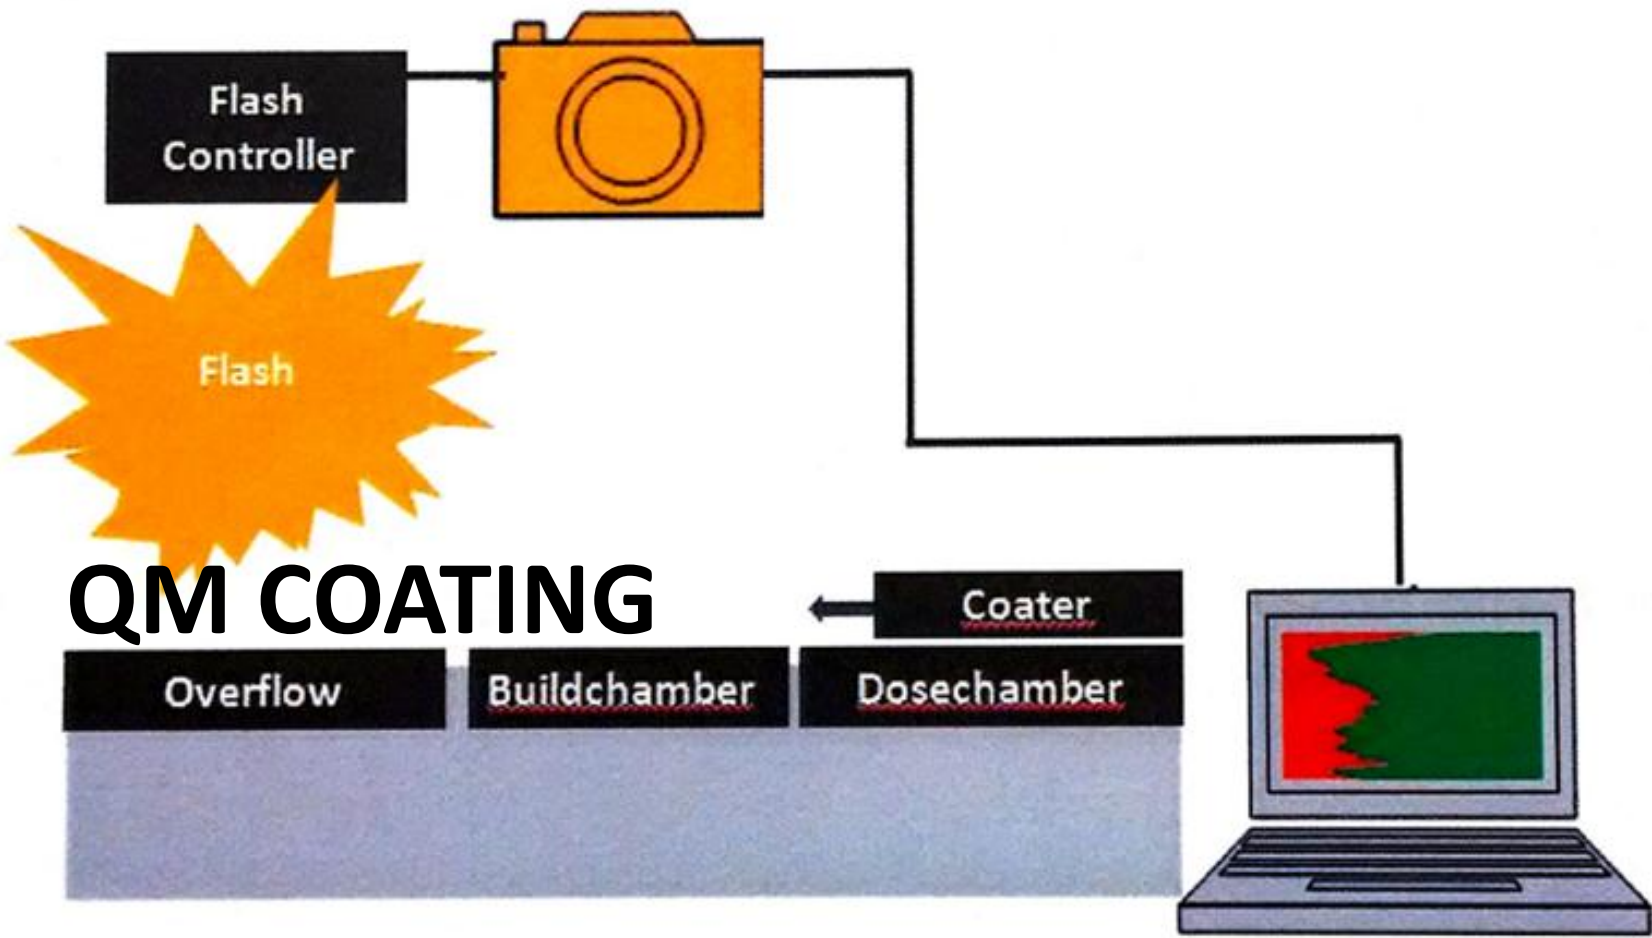 Flash
Controller
Flash
QM COATING
Coater
Overflow
Buildchamber
Dosechamber